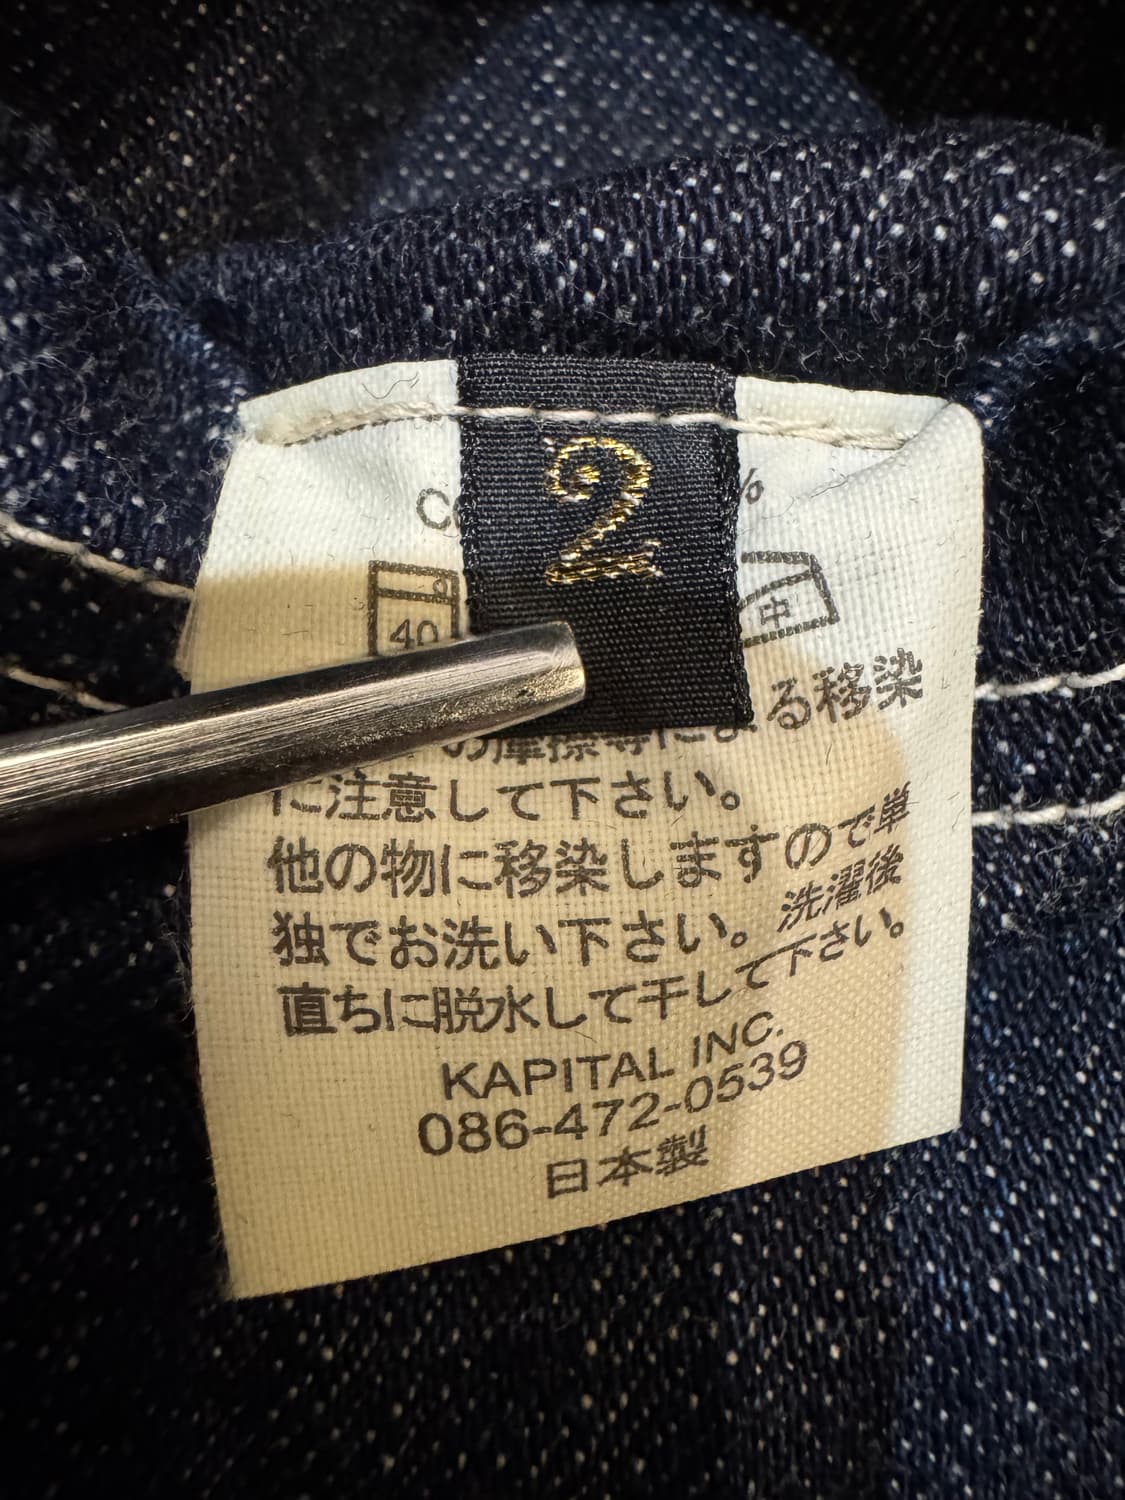 2
%
40
中
る移染
に注意して下さい。
他の物に移染しますので単
独でお洗い下さい。洗濯後
直ちに脱水して干して下さい。
KAPITAL INC.
086-472-0539
日本製